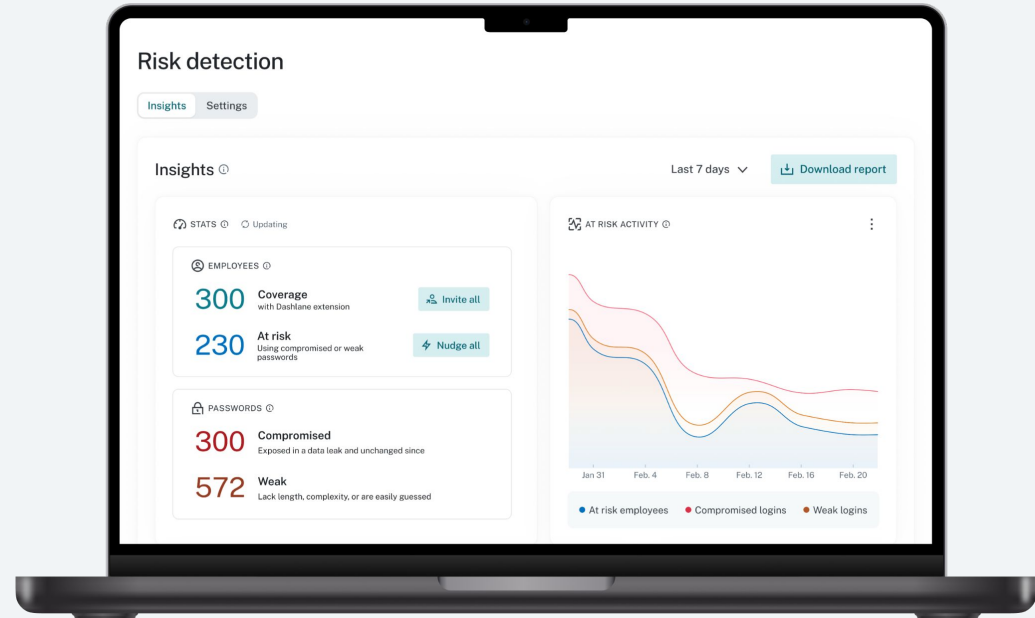 Risk detection
Insights Settings
Insights
Last 7 days
Download report
STATS Updating
EMPLOYEES
300 Coverage
with Dashlane extension
Invite all
230 At risk
Using compromised or weak
passwords
Nudge all
PASSWORDS
300 Compromised
Exposed in a data leak and unchanged since
572 Weak
Lack length, complexity, or are easily guessed
AT RISK ACTIVITY
Jan 31 Feb. 4 Feb. 8 Feb. 12 Feb. 16 Feb. 20
At risk employees Compromised logins Weak logins